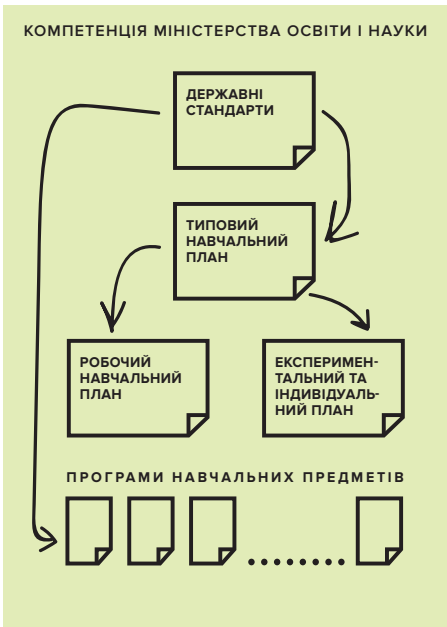 КОМПЕТЕНЦІЯ МІНІСТЕРСТВА ОСВІТИ І НАУКИ
ДЕРЖАВНІ
СТАНДАРТИ
ТИПОВИЙ
НАВЧАЛЬНИЙ
ПЛАН
РОБОЧИЙ
НАВЧАЛЬНИЙ
ПЛАН
ЕКСПЕРИМЕН-
ТАЛЬНИЙ ТА
ІНДИВІДУАЛЬ-
НИЙ ПЛАН
ПРОГРАМИ НАВЧАЛЬНИХ ПРЕДМЕТІВ